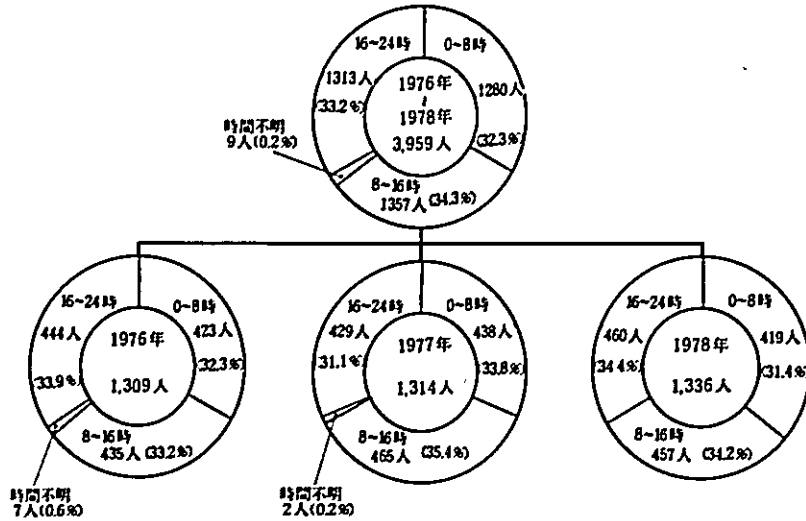 16~24時
0~8時
1313人
(33.2%)
1976年
~
1978年
3,959人
1280人
(32.3%)
時間不明
9人(0.2%)
8~16時
1357人(34.3%)
16~24時
0~8時
444人
(33.9%)
1976年
1,309人
423人
(32.3%)
8~16時
435人(33.2%)
時間不明
7人(0.6%)
16~24時
0~8時
429人
(31.1%)
1977年
1,314人
438人
(33.8%)
8~16時
465人(35.4%)
時間不明
2人(0.2%)
16~24時
0~8時
460人
(34.4%)
1978年
1,336人
419人
(31.4%)
8~16時
457人(34.2%)